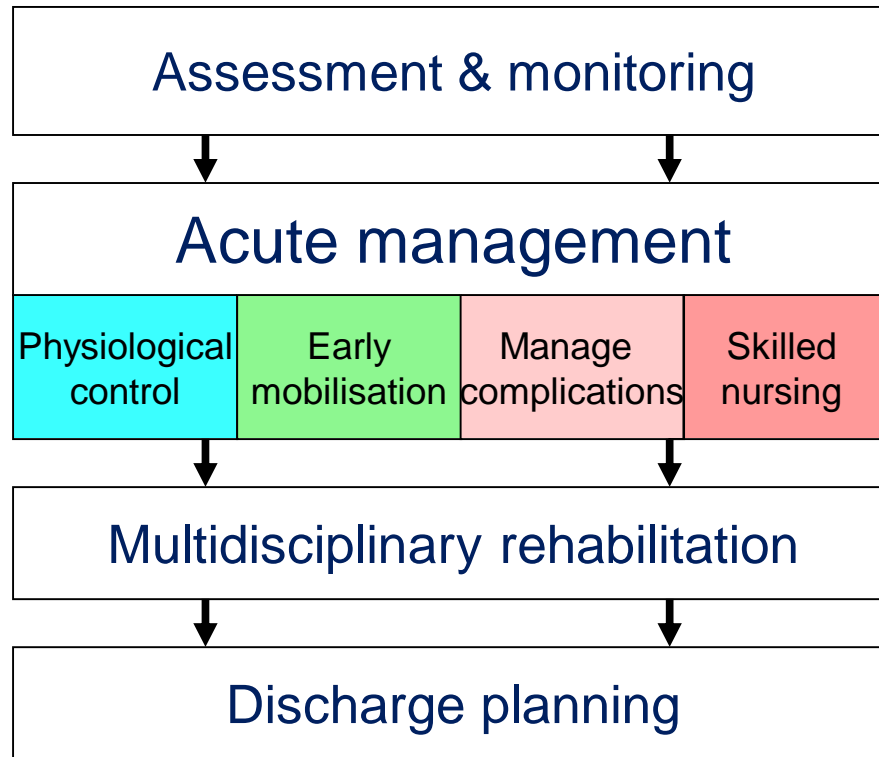 Assessment & monitoring
Acute management
Physiological
control
Early
mobilisation
Manage
complications
Skilled
nursing
Multidisciplinary rehabilitation
Discharge planning